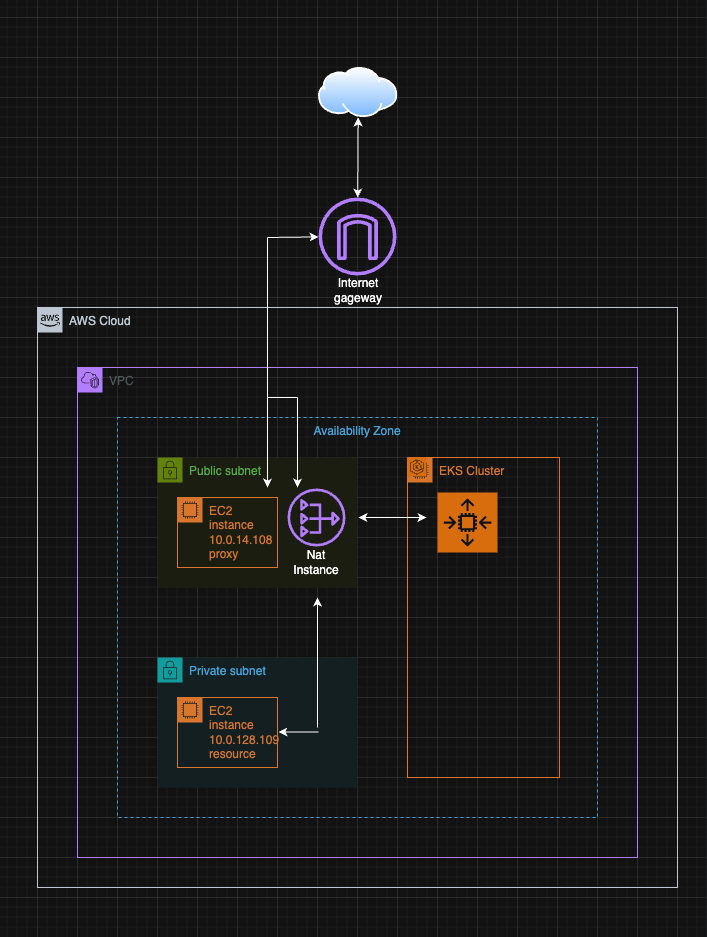 Internet
gageway
aws
AWS Cloud
VPC
Availability Zone
Public subnet
EKS Cluster
EC2
instance
10.0.14.108
proxy
Nat
Instance
Private subnet
EC2
instance
10.0.128.109
resource